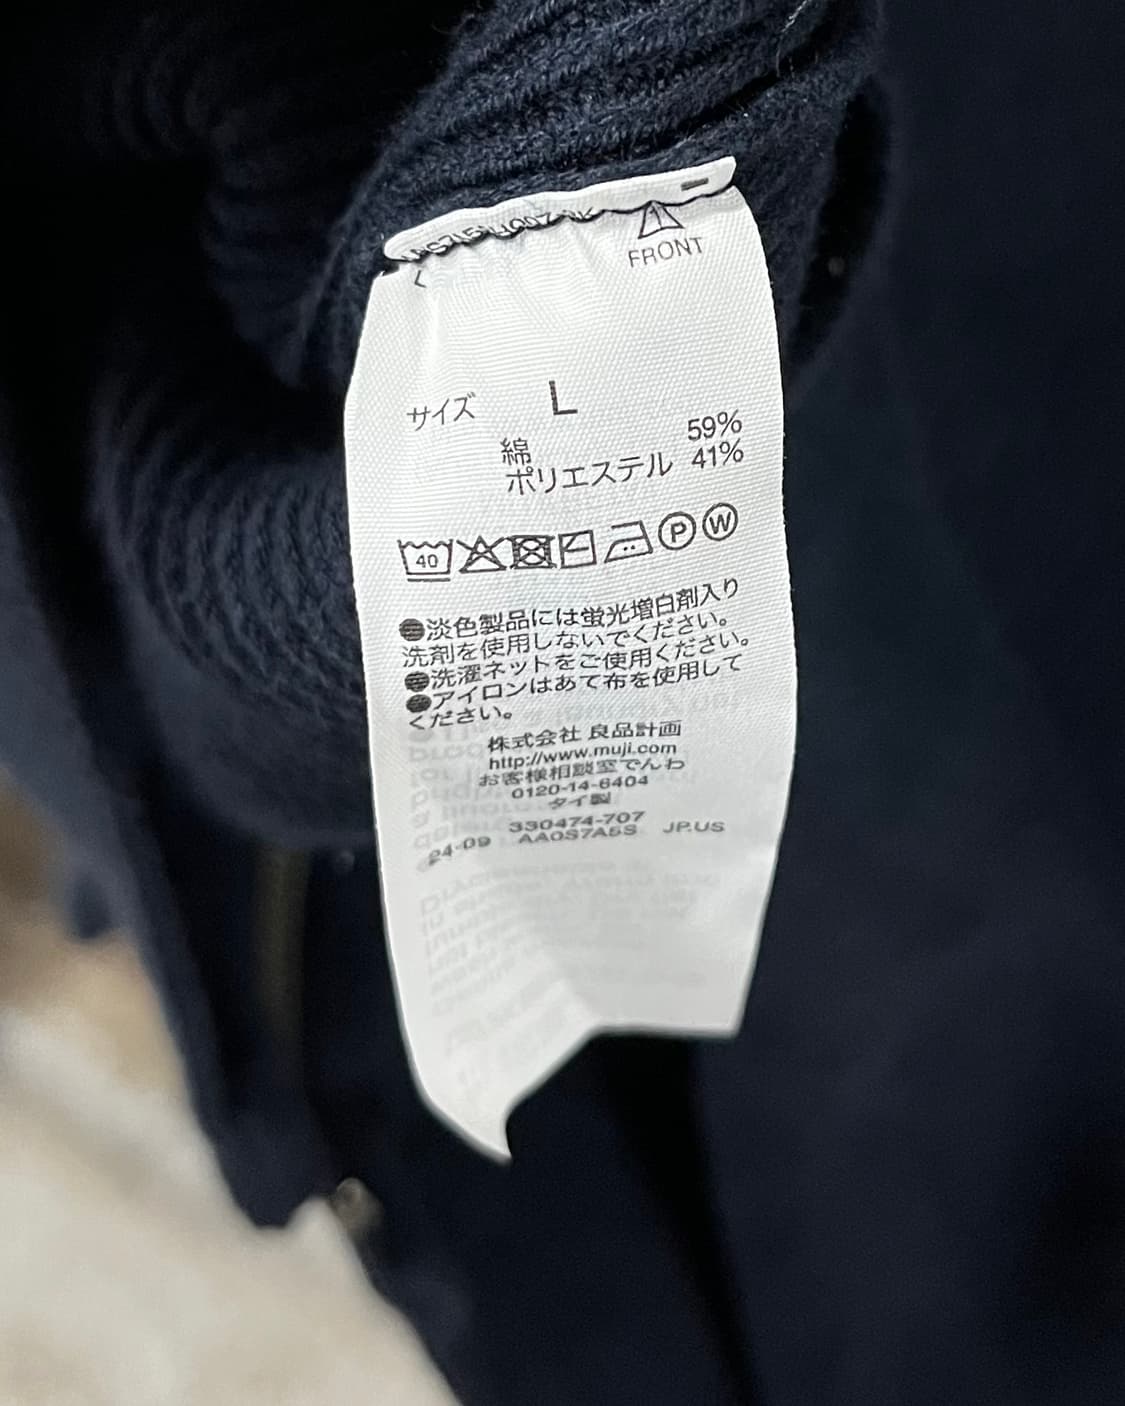 FRONT
サイズ L
綿 59%
ポリエステル 41%
40 P W
●淡色製品には蛍光増白剤入り
洗剤を使用しないでください。
●洗濯ネットをご使用ください。
●アイロンはあて布を使用して
ください。
株式会社 良品計画
http://www.muji.com
お客様相談室でんわ
0120-14-6404
タイ製
330474-707
24-09 AA0S7A5S JP.US